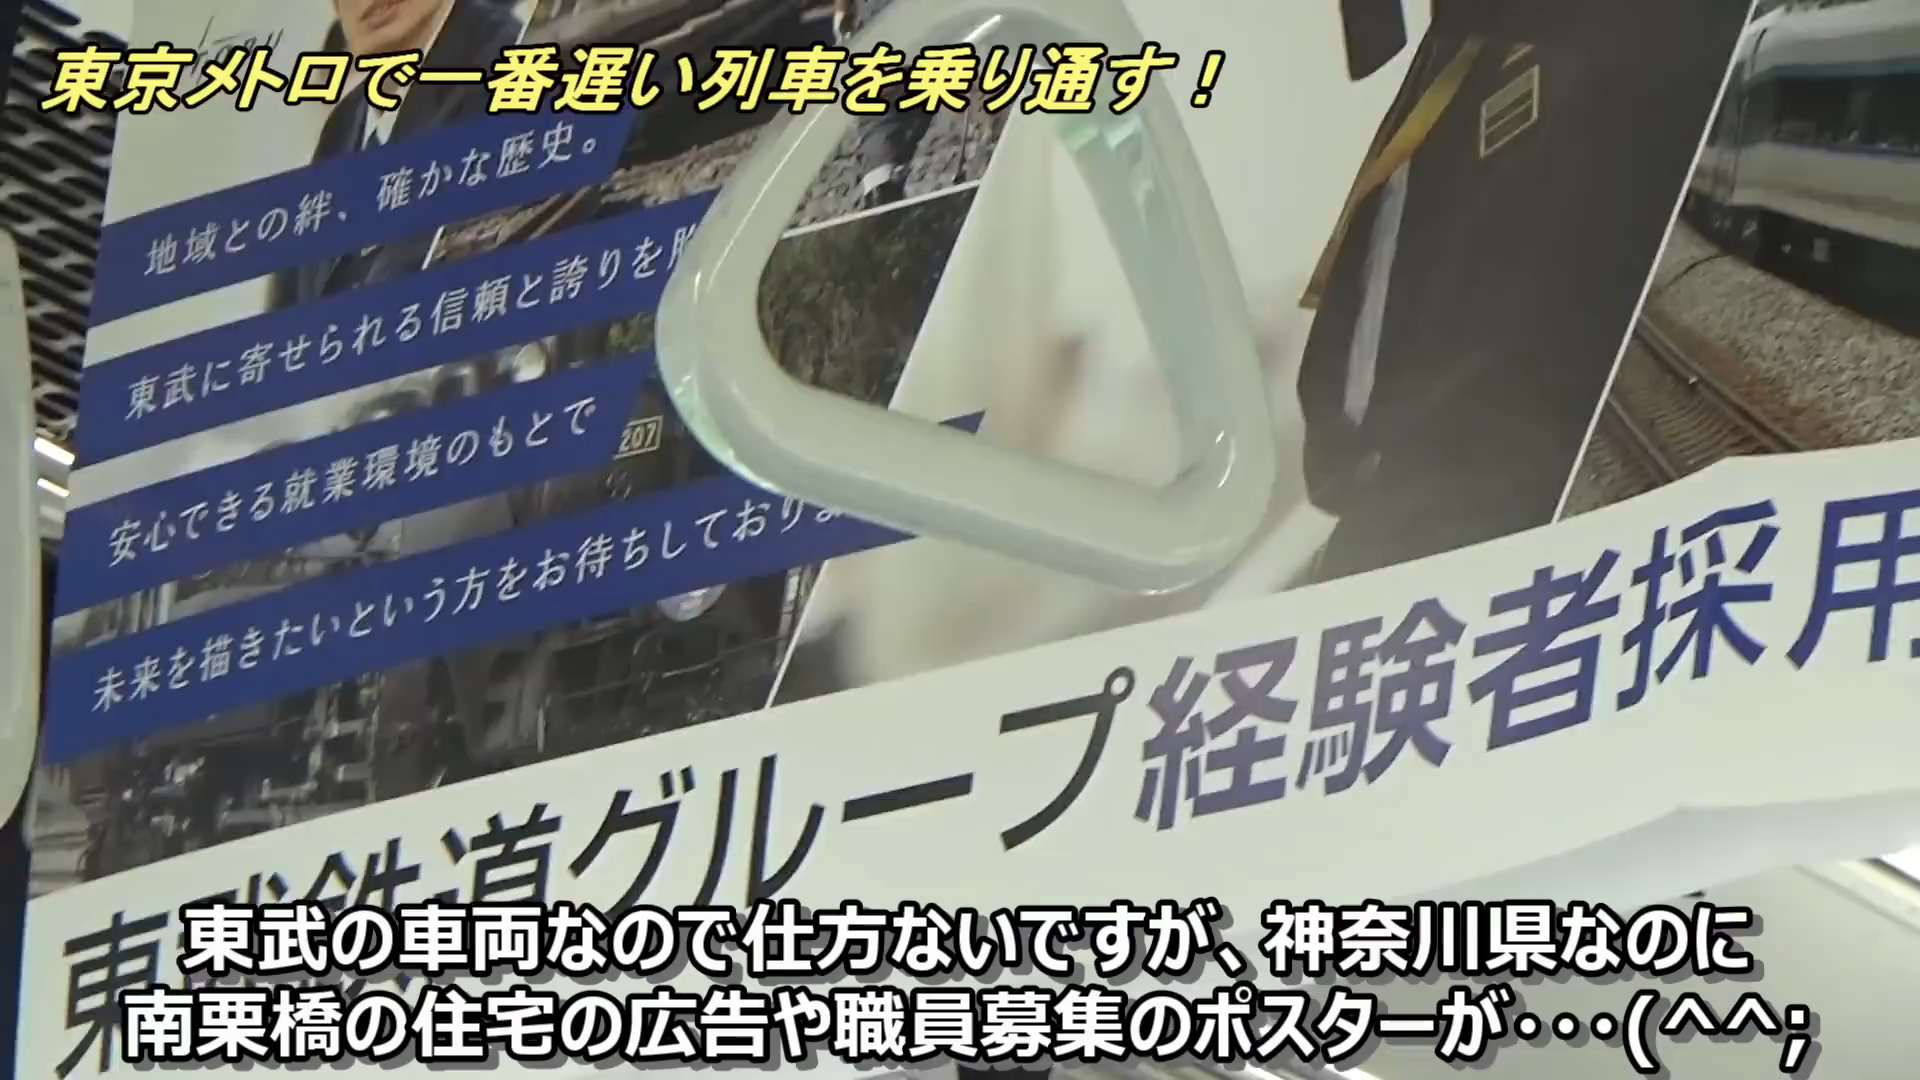 東京メトロで一番遅い列車を乗り通す！
地域との絆、確かな歴史。
東武に寄せられる信頼と誇りを胸
安心できる就業環境のもとで
207
未来を描きたいという方をお待ちしておりま
東武鉄道グループ経験者採用
東武の車両なので仕方ないですが、神奈川県なのに
南栗橋の住宅の広告や職員募集のポスターが･･･(^^;